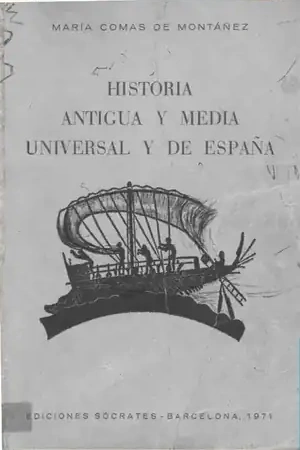 MARÍA COMAS DE MONTÁÑEZ
HISTORIA
ANTIGUA Y MEDIA
UNIVERSAL Y DE ESPAÑA
EDICIONES SÓCRATES - BARCELONA, 1971